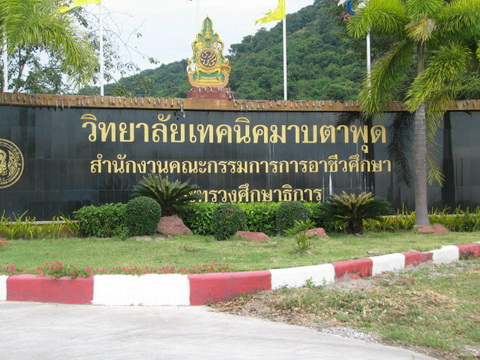 วิทยาลัยเทคนิคมาบตาพุด
สำนักงานคณะกรรมการการอาชีวศึกษา
กระทรวงศึกษาธิการ